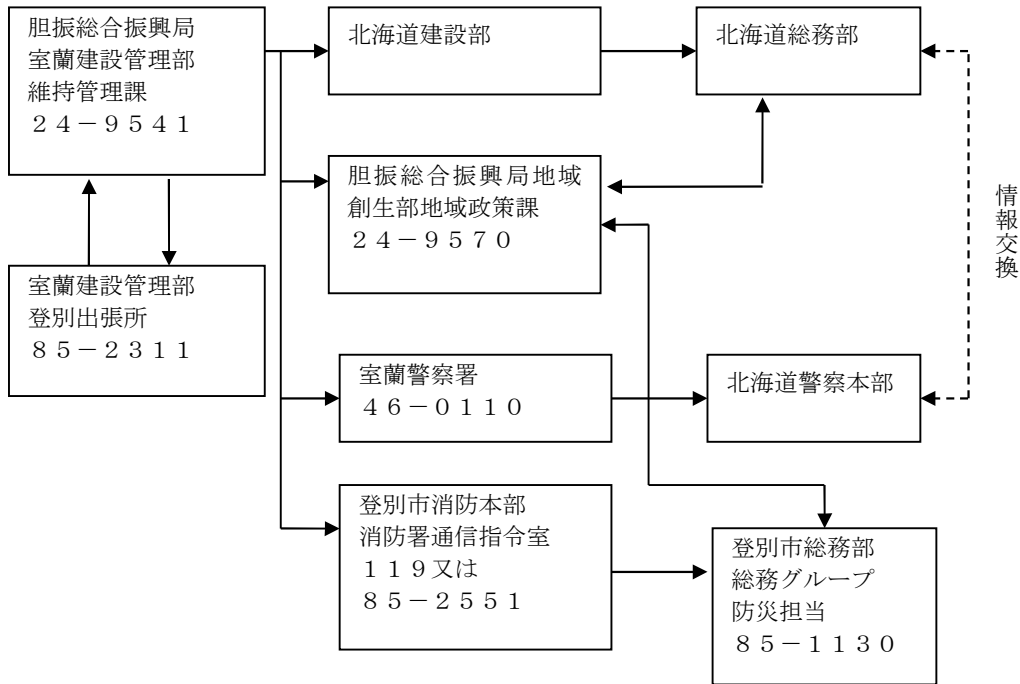 胆振総合振興局
室蘭建設管理部
維持管理課
２４－９５４１
北海道建設部
北海道総務部
胆振総合振興局地域
創生部地域政策課
２４－９５７０
情報交換
室蘭建設管理部
登別出張所
８５－２３１１
室蘭警察署
４６－０１１０
北海道警察本部
登別市消防本部
消防署通信指令室
１１９又は
８５－２５５１
登別市総務部
総務グループ
防災担当
８５－１１３０